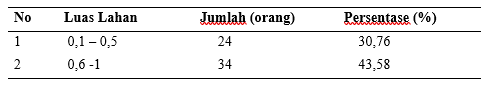 No Luas Lahan Jumlah (orang) Persentase (%)
1 0,1 – 0,5 24 30,76
2 0,6 -1 34 43,58